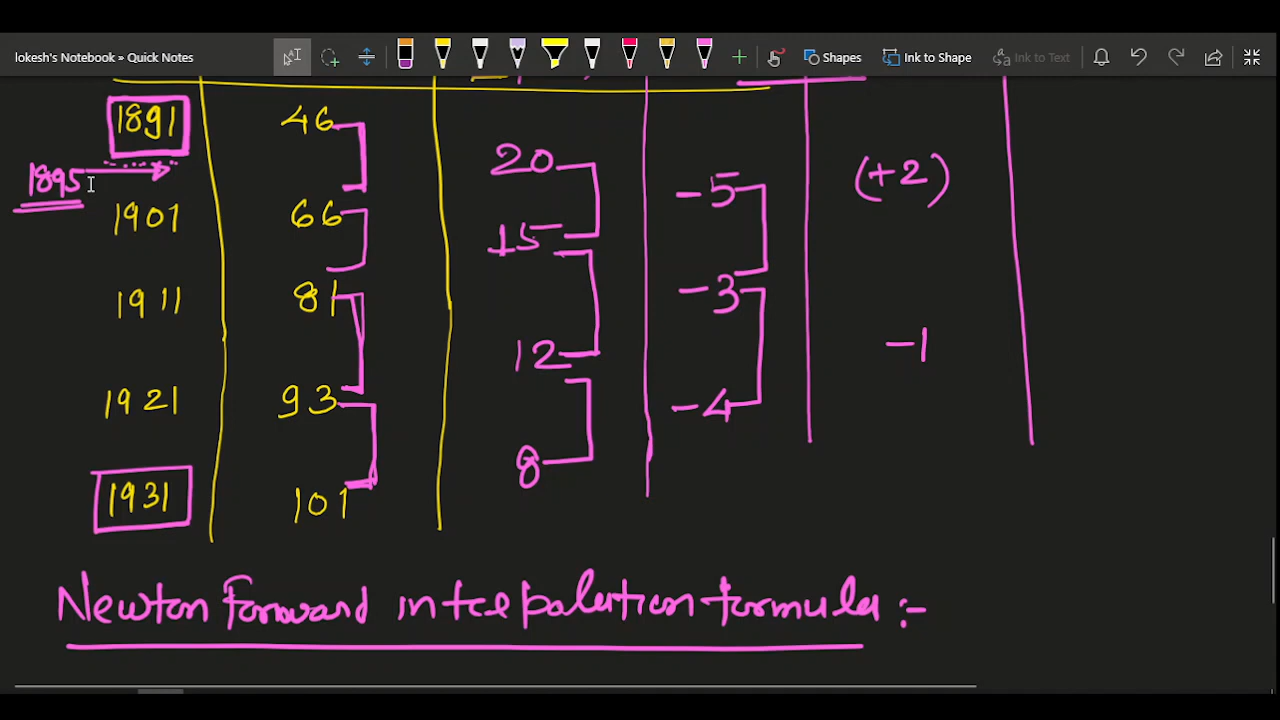 lokesh's Notebook » Quick Notes
Shapes Ink to Shape Ink to Text
1891 46
20
1895 -5 (+2)
1901 66
15
1911 81 -3
12 -1
1921 93 -4
8
1931 101
Newton forward interpolation formula :-